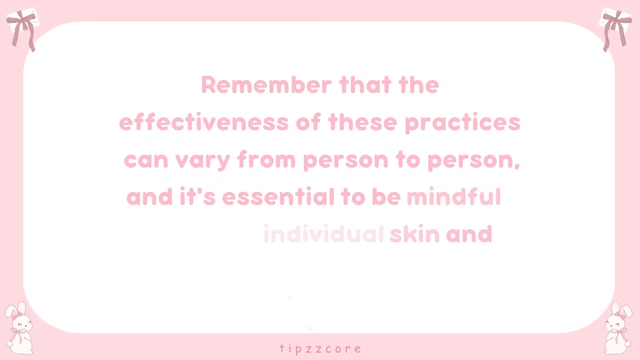 Remember that the
effectiveness of these practices
can vary from person to person,
and it's essential to be mindful
individual skin and
tipzzcore